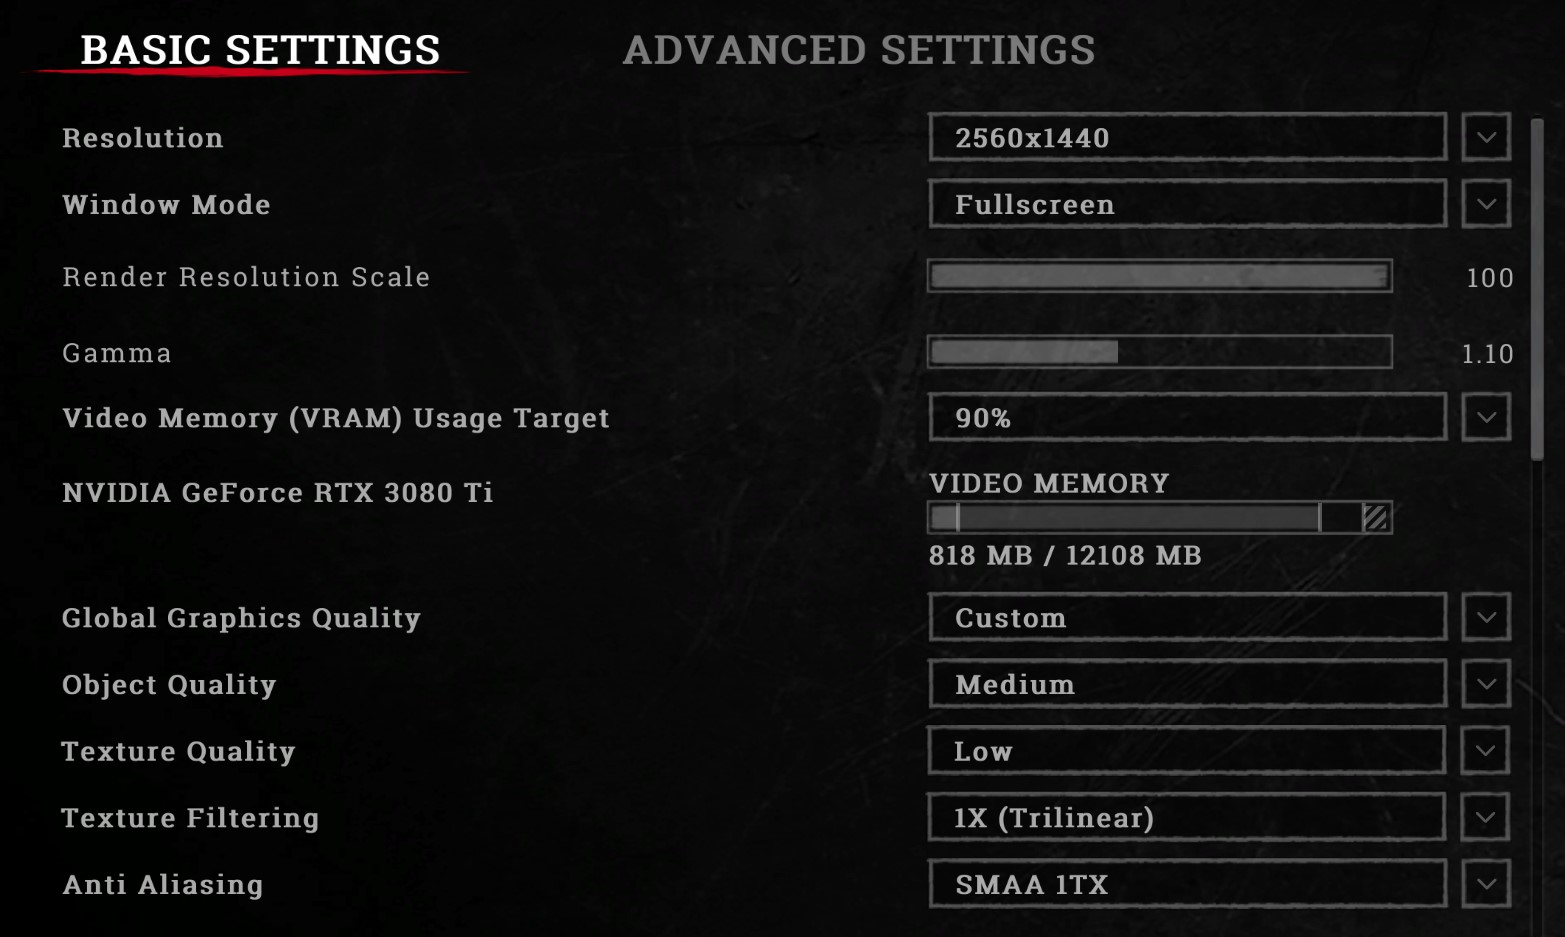 BASIC SETTINGS ADVANCED SETTINGS
Resolution 2560x1440
Window Mode Fullscreen
Render Resolution Scale 100
Gamma 1.10
Video Memory (VRAM) Usage Target 90%
NVIDIA GeForce RTX 3080 Ti VIDEO MEMORY
818 MB / 12108 MB
Global Graphics Quality Custom
Object Quality Medium
Texture Quality Low
Texture Filtering 1X (Trilinear)
Anti Aliasing SMAA 1TX